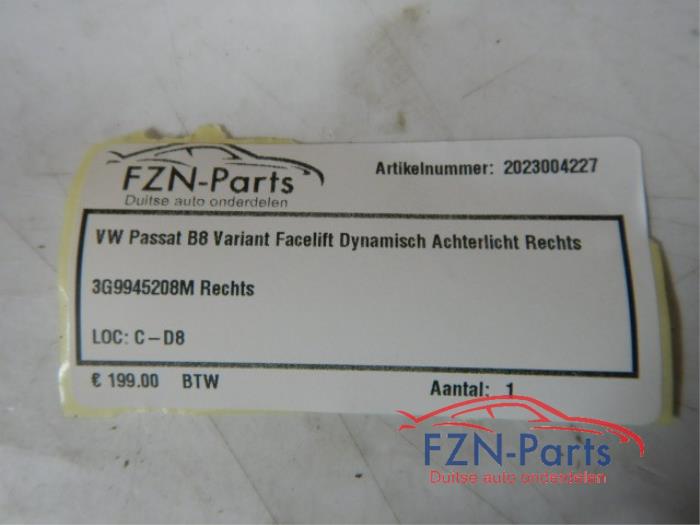 FZN-Parts
Duitse auto onderdelen
Artikelnummer: 2023004227
VW Passat B8 Variant Facelift Dynamisch Achterlicht Rechts
3G9945208M Rechts
LOC: C-D8
€ 199.00 BTW
Aantal: 1
FZN-Parts
Duitse auto onderdelen